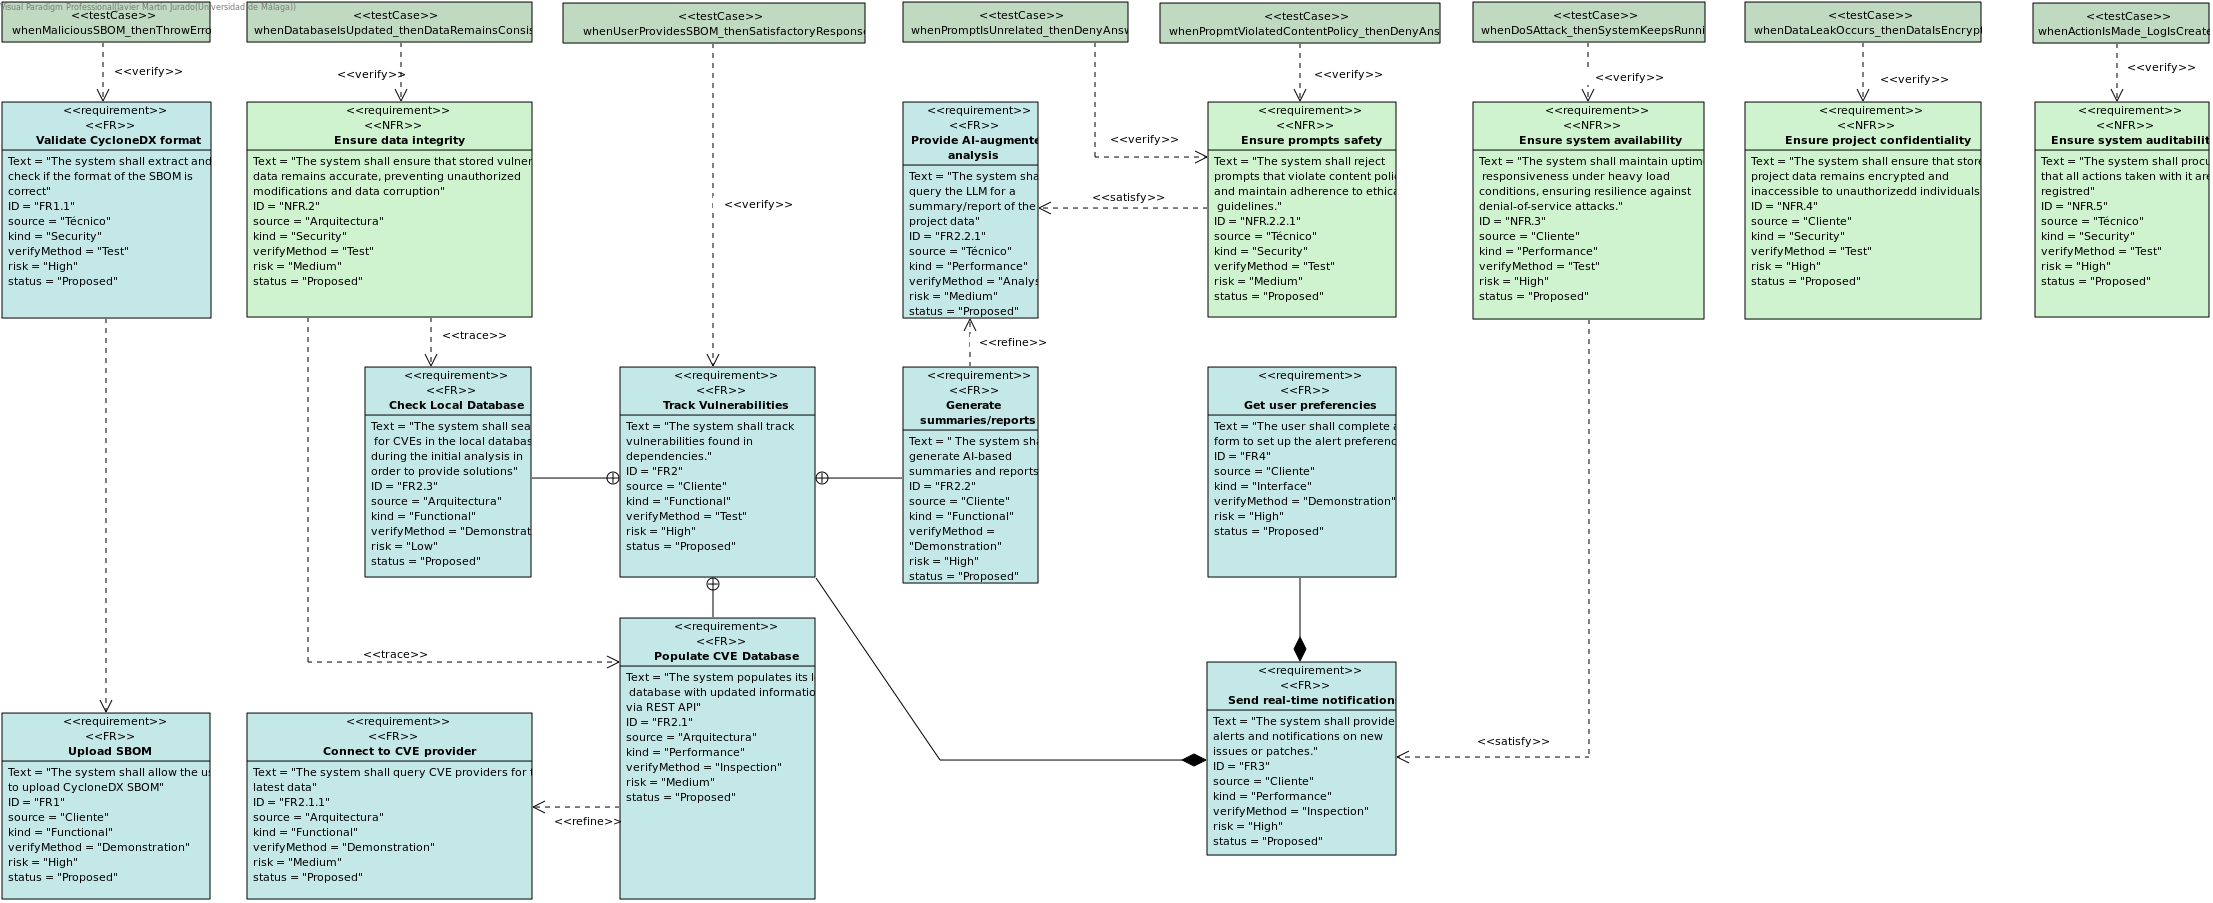 Visual Paradigm Professional(Javier Martín Jurado(Universidad de Málaga))
<<testCase>>
whenMaliciousSBOM_thenThrowErro
<<testCase>>
whenDatabaseIsUpdated_thenDataRemainsConsis
<<testCase>>
whenUserProvidesSBOM_thenSatisfactoryResponse
<<testCase>>
whenPromptIsUnrelated_thenDenyAnsw
<<testCase>>
whenPropmtViolatedContentPolicy_thenDenyAns
<<testCase>>
whenDoSAttack_thenSystemKeepsRunni
<<testCase>>
whenDataLeakOccurs_thenDataIsEncrypt
<<testCase>>
whenActionIsMade_LogIsCreate
<<verify>>
<<verify>>
<<verify>>
<<verify>>
<<verify>>
<<verify>>
<<verify>>
<<verify>>
<<satisfy>>
<<requirement>>
<<FR>>
Validate CycloneDX format
Text = "The system shall extract and
check if the format of the SBOM is
correct"
ID = "FR1.1"
source = "Técnico"
kind = "Security"
verifyMethod = "Test"
risk = "High"
status = "Proposed"
<<requirement>>
<<NFR>>
Ensure data integrity
Text = "The system shall ensure that stored vulner
data remains accurate, preventing unauthorized
modifications and data corruption"
ID = "NFR.2"
source = "Arquitectura"
kind = "Security"
verifyMethod = "Test"
risk = "Medium"
status = "Proposed"
<<requirement>>
<<FR>>
Provide AI-augmente
analysis
Text = "The system sha
query the LLM for a
summary/report of the
project data"
ID = "FR2.2.1"
source = "Técnico"
kind = "Performance"
verifyMethod = "Analys
risk = "Medium"
status = "Proposed"
<<requirement>>
<<NFR>>
Ensure prompts safety
Text = "The system shall reject
prompts that violate content polic
and maintain adherence to ethica
guidelines."
ID = "NFR.2.2.1"
source = "Técnico"
kind = "Security"
verifyMethod = "Test"
risk = "Medium"
status = "Proposed"
<<requirement>>
<<NFR>>
Ensure system availability
Text = "The system shall maintain uptim
responsiveness under heavy load
conditions, ensuring resilience against
denial-of-service attacks."
ID = "NFR.3"
source = "Cliente"
kind = "Performance"
verifyMethod = "Test"
risk = "High"
status = "Proposed"
<<requirement>>
<<NFR>>
Ensure project confidentiality
Text = "The system shall ensure that store
project data remains encrypted and
inaccessible to unauthorizedd individuals
ID = "NFR.4"
source = "Cliente"
kind = "Security"
verifyMethod = "Test"
risk = "High"
status = "Proposed"
<<requirement>>
<<NFR>>
Ensure system auditabilit
Text = "The system shall procu
that all actions taken with it are
registred"
ID = "NFR.5"
source = "Técnico"
kind = "Security"
verifyMethod = "Test"
risk = "High"
status = "Proposed"
<<trace>>
<<refine>>
<<requirement>>
<<FR>>
Check Local Database
Text = "The system shall sea
for CVEs in the local databas
during the initial analysis in
order to provide solutions"
ID = "FR2.3"
source = "Arquitectura"
kind = "Functional"
verifyMethod = "Demonstrat
risk = "Low"
status = "Proposed"
<<requirement>>
<<FR>>
Track Vulnerabilities
Text = "The system shall track
vulnerabilities found in
dependencies."
ID = "FR2"
source = "Cliente"
kind = "Functional"
verifyMethod = "Test"
risk = "High"
status = "Proposed"
<<requirement>>
<<FR>>
Generate
summaries/reports
Text = " The system sha
generate AI-based
summaries and reports
ID = "FR2.2"
source = "Cliente"
kind = "Functional"
verifyMethod =
"Demonstration"
risk = "High"
status = "Proposed"
<<requirement>>
<<FR>>
Get user preferencies
Text = "The user shall complete a
form to set up the alert preferenc
ID = "FR4"
source = "Cliente"
kind = "Interface"
verifyMethod = "Demonstration"
risk = "High"
status = "Proposed"
<<trace>>
<<requirement>>
<<FR>>
Populate CVE Database
Text = "The system populates its l
database with updated informatio
via REST API"
ID = "FR2.1"
source = "Arquitectura"
kind = "Performance"
verifyMethod = "Inspection"
risk = "Medium"
status = "Proposed"
<<requirement>>
<<FR>>
Send real-time notification
Text = "The system shall provide
alerts and notifications on new
issues or patches."
ID = "FR3"
source = "Cliente"
kind = "Performance"
verifyMethod = "Inspection"
risk = "High"
status = "Proposed"
<<satisfy>>
<<requirement>>
<<FR>>
Upload SBOM
Text = "The system shall allow the us
to upload CycloneDX SBOM"
ID = "FR1"
source = "Cliente"
kind = "Functional"
verifyMethod = "Demonstration"
risk = "High"
status = "Proposed"
<<requirement>>
<<FR>>
Connect to CVE provider
Text = "The system shall query CVE providers for t
latest data"
ID = "FR2.1.1"
source = "Arquitectura"
kind = "Functional"
verifyMethod = "Demonstration"
risk = "Medium"
status = "Proposed"
<<refine>>